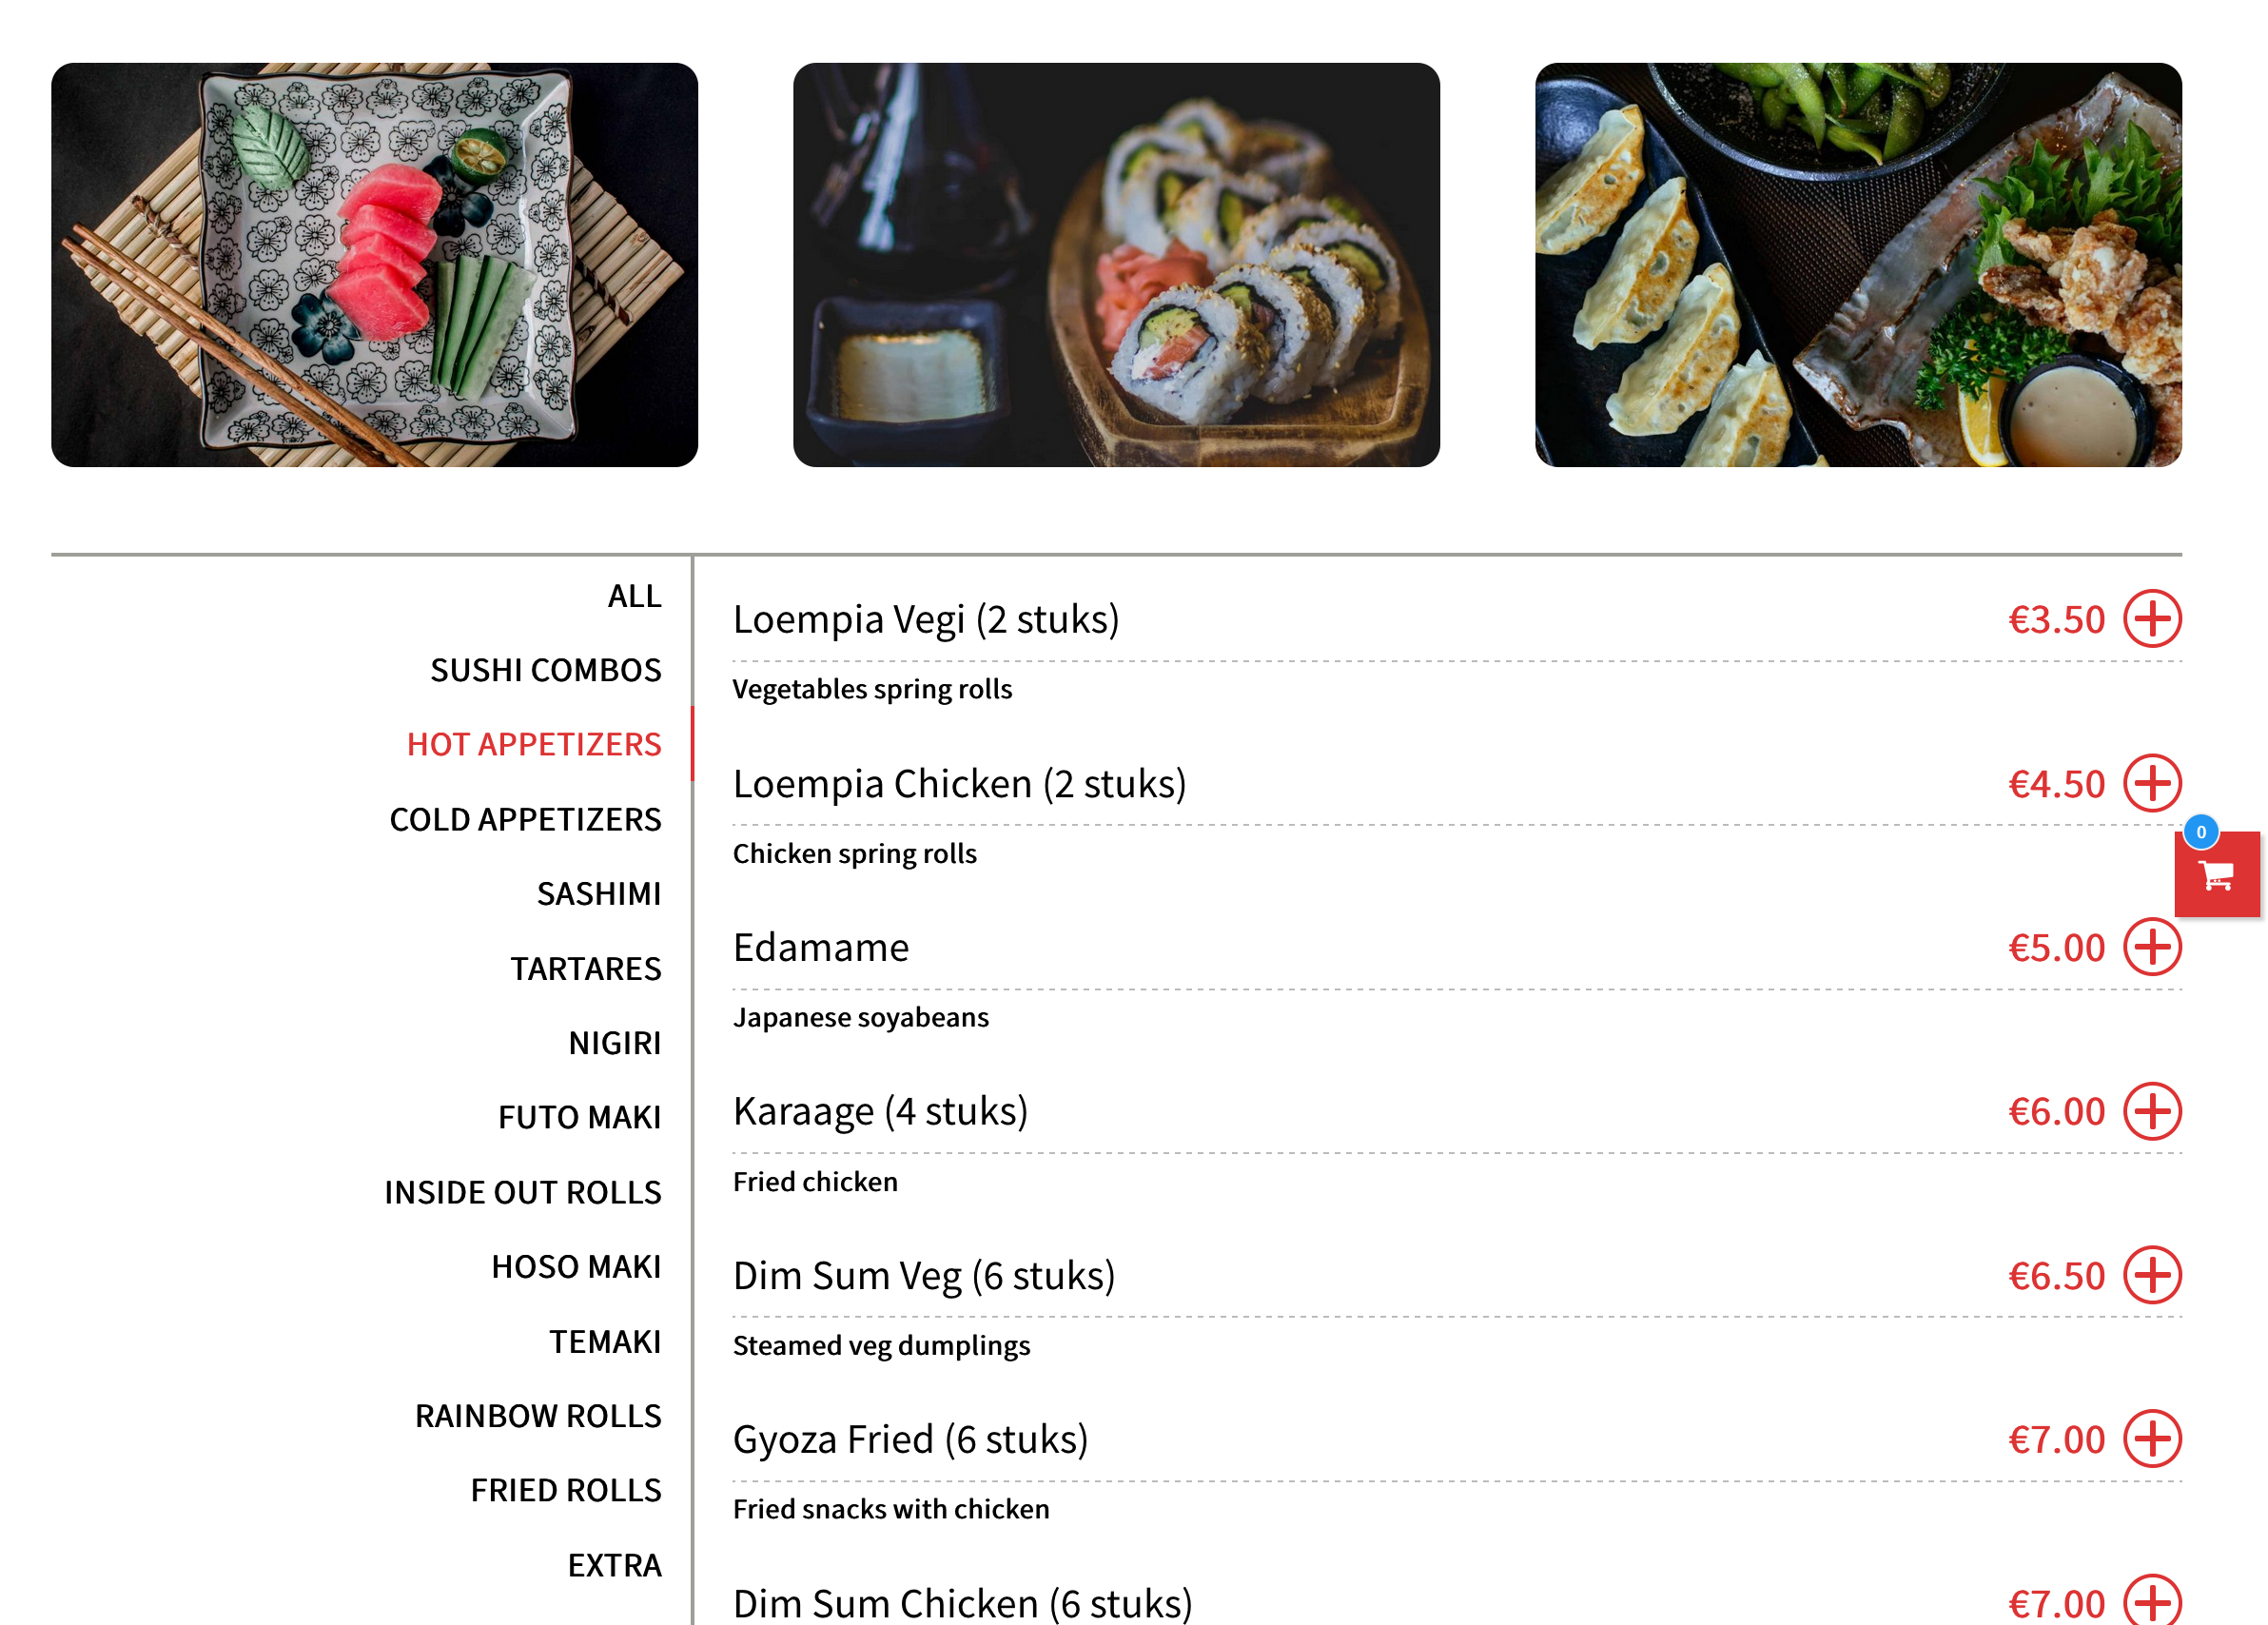 ALL
SUSHI COMBOS
HOT APPETIZERS
COLD APPETIZERS
SASHIMI
TARTARES
NIGIRI
FUTO MAKI
INSIDE OUT ROLLS
HOSO MAKI
TEMAKI
RAINBOW ROLLS
FRIED ROLLS
EXTRA
Loempia Vegi (2 stuks) €3.50
Vegetables spring rolls
Loempia Chicken (2 stuks) €4.50
Chicken spring rolls
0
Edamame €5.00
Japanese soyabeans
Karaage (4 stuks) €6.00
Fried chicken
Dim Sum Veg (6 stuks) €6.50
Steamed veg dumplings
Gyoza Fried (6 stuks) €7.00
Fried snacks with chicken
Dim Sum Chicken (6 stuks) €7.00